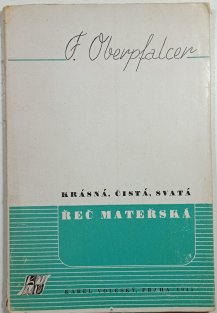 F. Oberpfalcer
KRÁSNÁ, ČISTÁ, SVATÁ
ŘEČ MATEŘSKÁ
KAREL VOLESKÝ, PRAHA